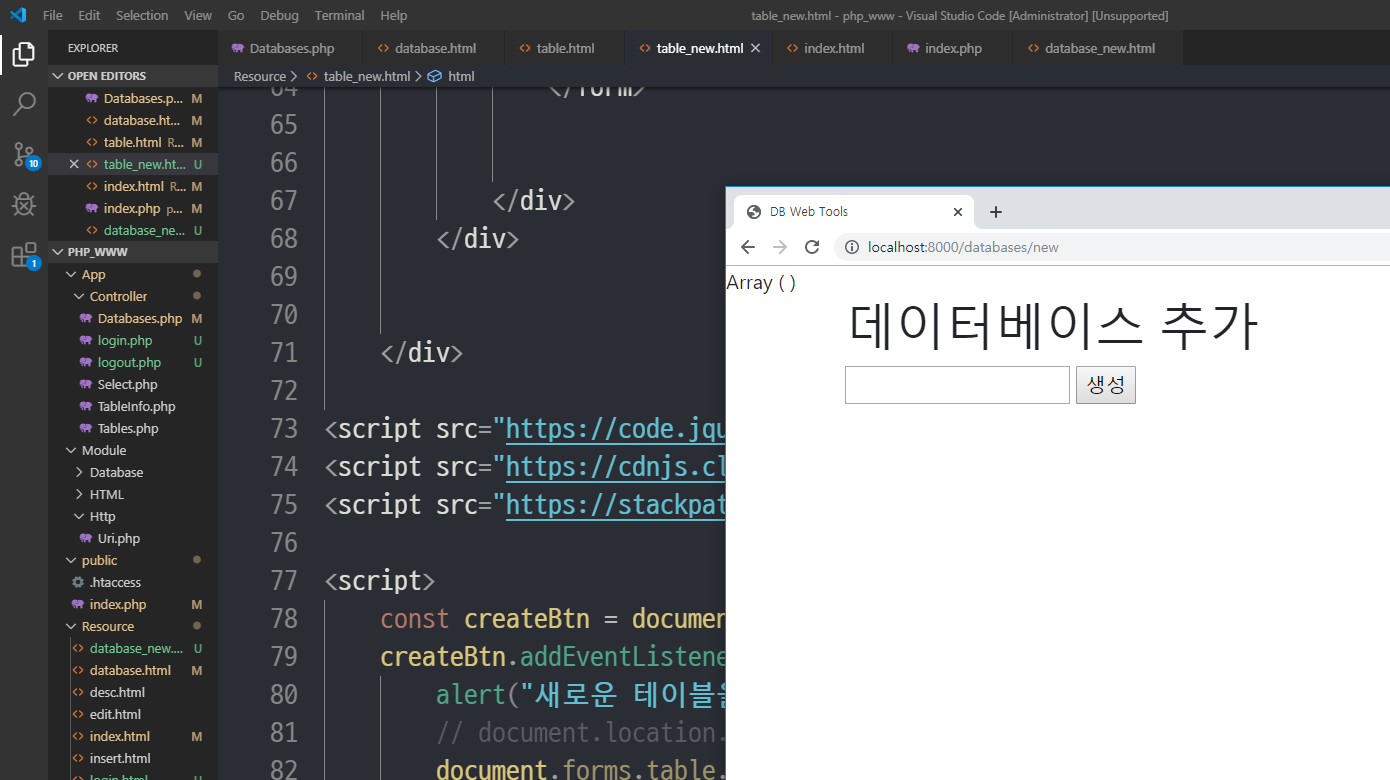 File Edit Selection View Go Debug Terminal Help table_new.html - php_www - Visual Studio Code [Administrator] [Unsupported]
EXPLORER
Databases.php database.html table.html table_new.html index.html index.php database_new.html
OPEN EDITORS
Resource > table_new.html > html
Databases.p... M
database.ht... M
table.html R... M
table_new.ht... U
index.html R... M
index.php p... M
database_ne... U
10
1
PHP_WWW
App
Controller
Databases.php M
login.php U
logout.php U
Select.php
TableInfo.php
Tables.php
Module
Database
HTML
Http
Uri.php
public
.htaccess
index.php M
Resource
database_new.... U
database.html M
desc.html
edit.html
index.html M
insert.html
login.html U
64 </form>
65
66
67 </div>
68 </div>
69
70
71 </div>
72
73 <script src="https://code.jqu
74 <script src="https://cdnjs.cl
75 <script src="https://stackpat
76
77 <script>
78 const createBtn = documen
79 createBtn.addEventListene
80 alert("새로운 테이블을
81 // document.location.
82 document.forms.table.
DB Web Tools
localhost:8000/databases/new
Array ( )
데이터베이스 추가
생성